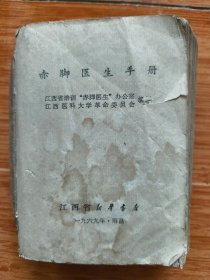 赤脚医生手册
江西省培训“赤脚医生”办公室
江西医科大学革命委员会
编
江西省新华书店
一九六九年·南昌